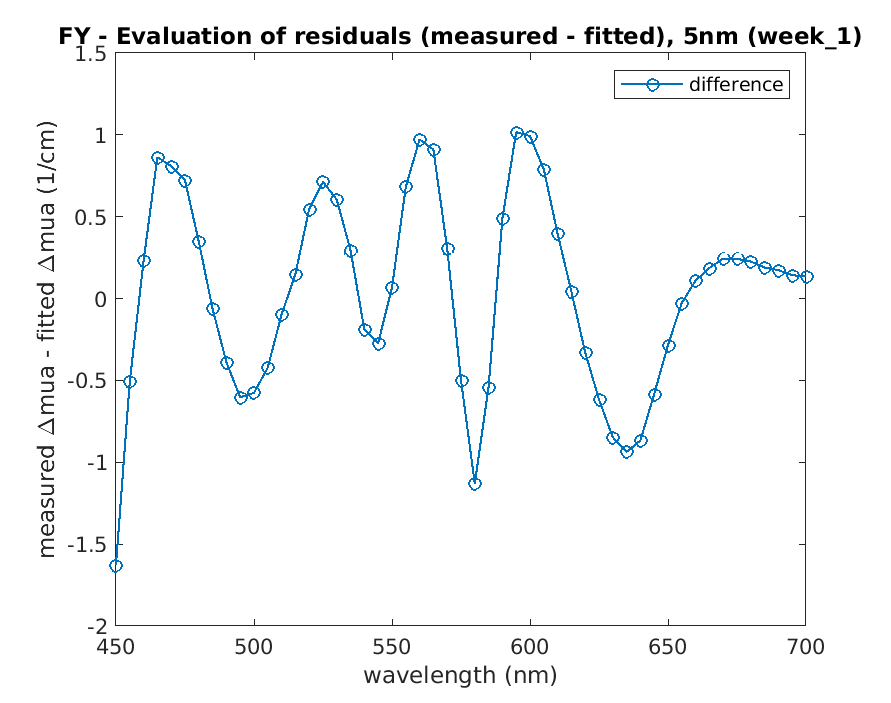 FY - Evaluation of residuals (measured - fitted), 5nm (week_1)
difference
measured Δmua - fitted Δmua (1/cm)
1.5
1
0.5
0
-0.5
-1
-1.5
-2
450 500 550 600 650 700
wavelength (nm)